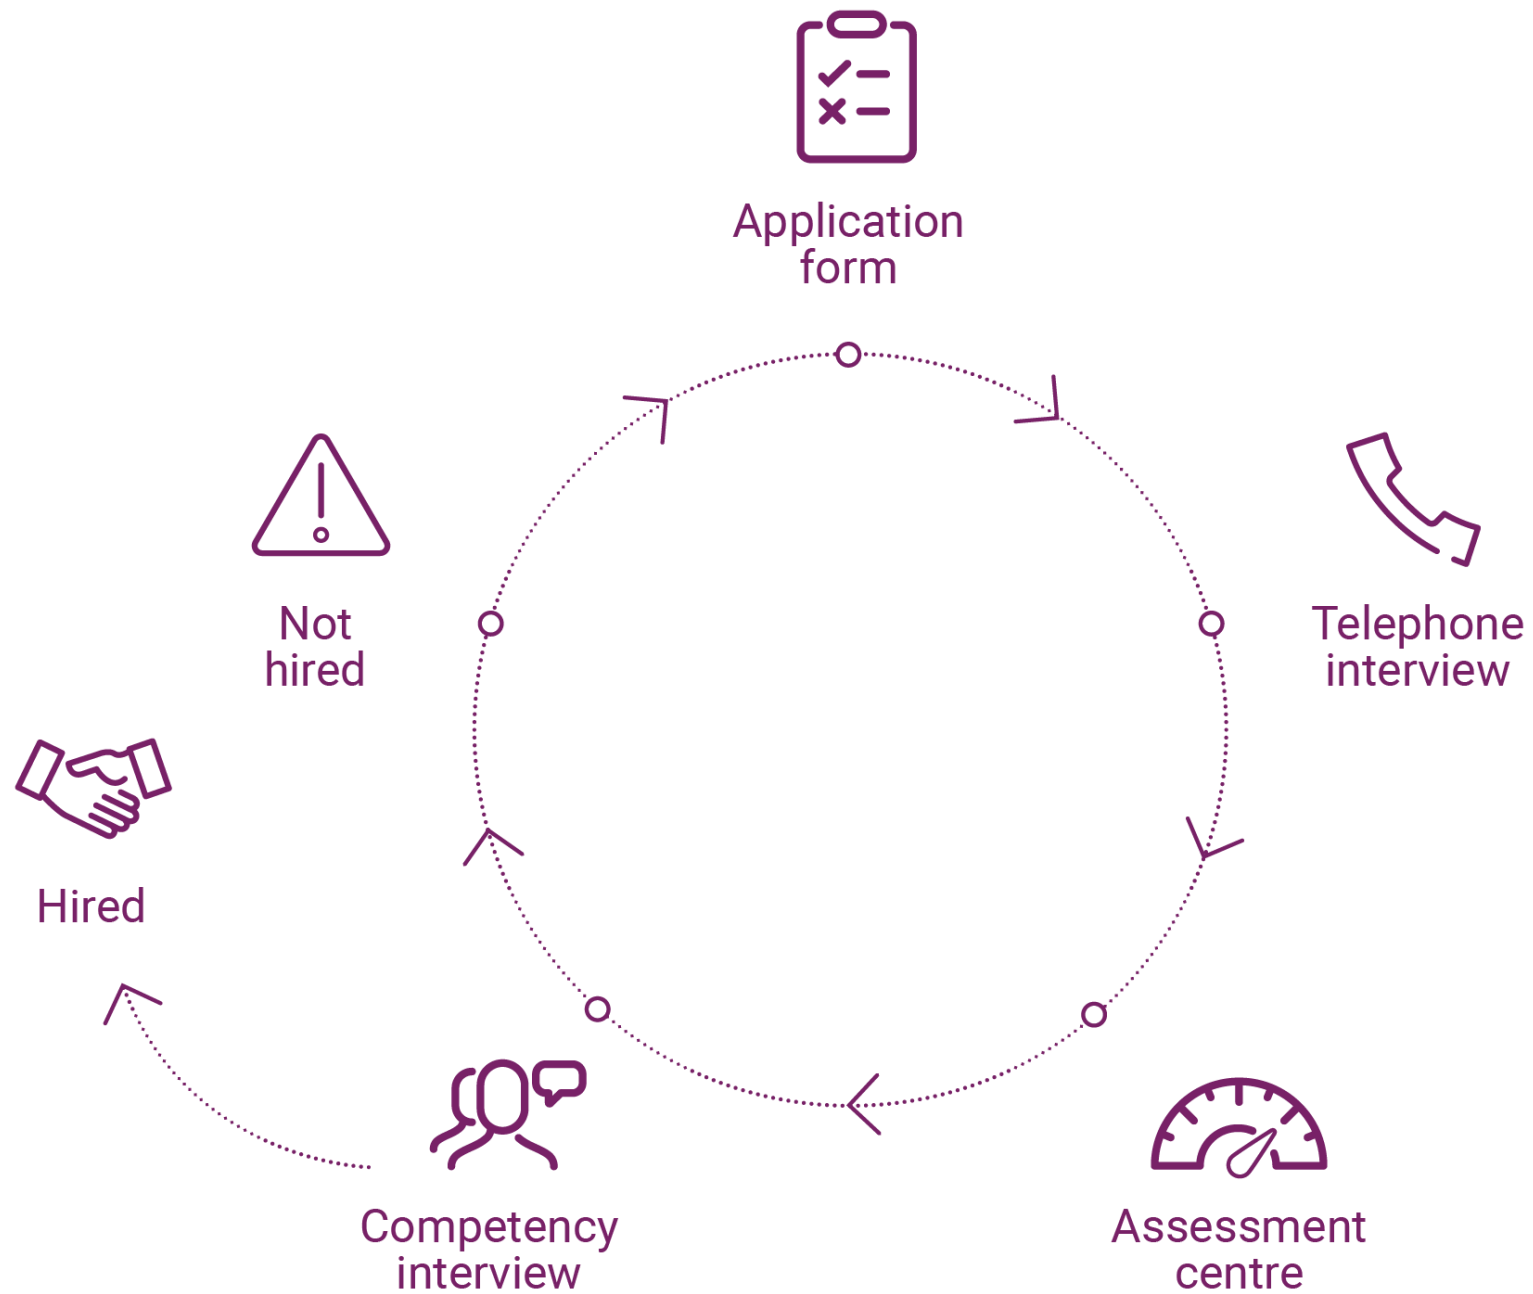 Application
form
Telephone
interview
Assessment
centre
Competency
interview
Hired
Not
hired